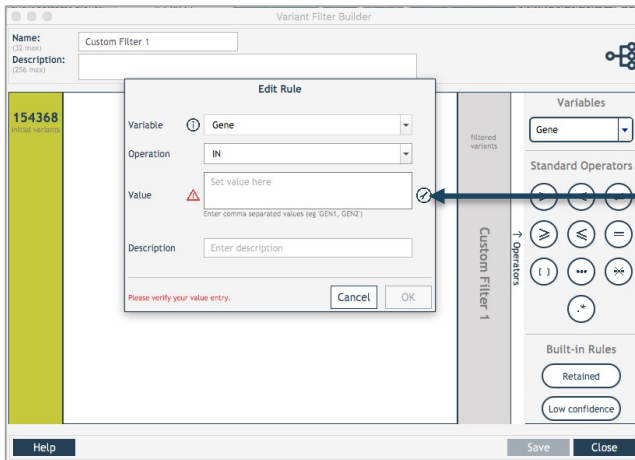 Variant Filter Builder
Name:
(32 max)
Custom Filter 1
Description:
(256 max)
154368
initial variants
Edit Rule
Variable
Gene
Operation
IN
Value
Set value here
Enter comma separated values (eg 'GEN1, GENZ')
Description
Enter description
Please verify your value entry.
Cancel
OK
filtered
variants
Custom Filter 1
→ Operators
Variables
Gene
Standard Operators
>
<
≥
≤
=
[ ]
•••
.*
Built-in Rules
Retained
Low confidence
Help
Save
Close